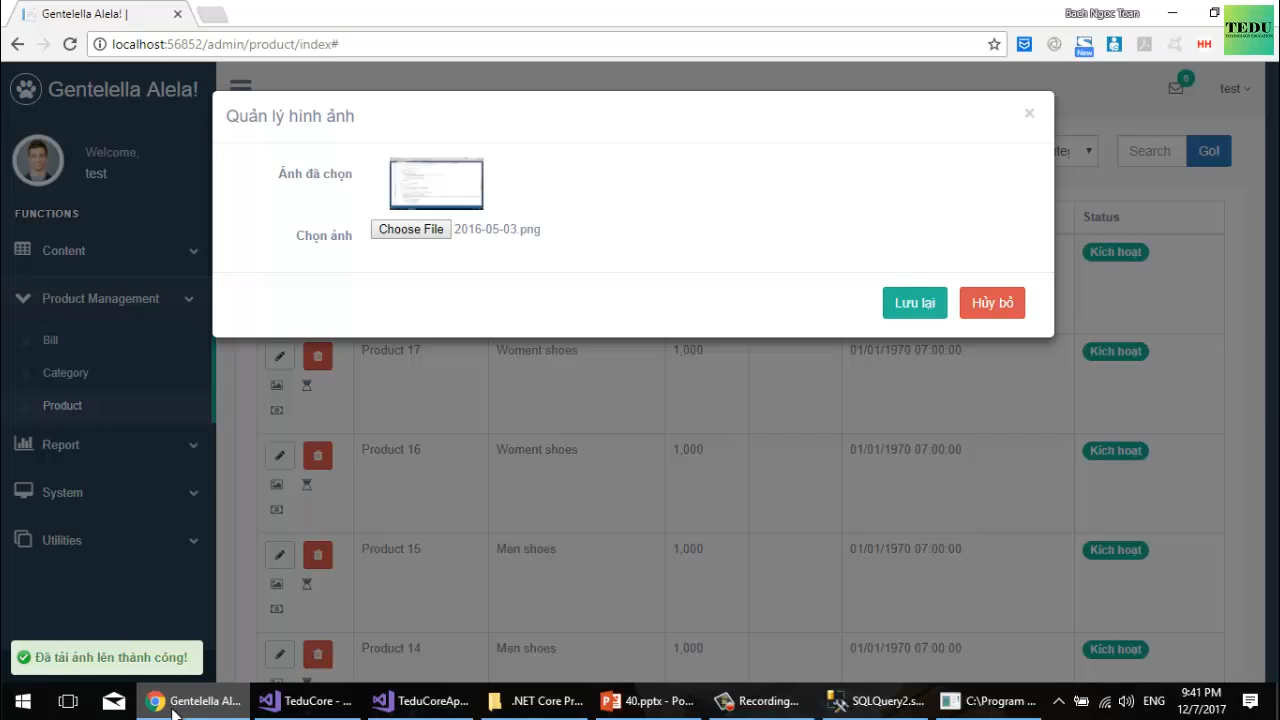 Gentelella Alela! |
Bach Ngoc Toan
TEDU
localhost:56852/admin/product/index#
New
HH
Gentelella Alela!
6
test
Quản lý hình ảnh
×
Welcome,
test
Ảnh đã chọn
Search
Go!
FUNCTIONS
Status
Chọn ảnh
Choose File
2016-05-03.png
Content
Kích hoạt
Product Management
Lưu lại
Hủy bỏ
Bill
Product 17
Woment shoes
1,000
01/01/1970 07:00:00
Kích hoạt
Category
Product
Report
Product 16
Woment shoes
1,000
01/01/1970 07:00:00
Kích hoạt
System
Utilities
Product 15
Men shoes
1,000
01/01/1970 07:00:00
Kích hoạt
Đã tải ảnh lên thành công!
Product 14
Men shoes
1,000
01/01/1970 07:00:00
Kích hoạt
Gentelella Al...
TeduCore - ...
TeduCoreAp...
.NET Core Pr...
40.pptx - Po...
Recording...
SQLQuery2.s...
C:\Program ...
ENG
9:41 PM
12/7/2017